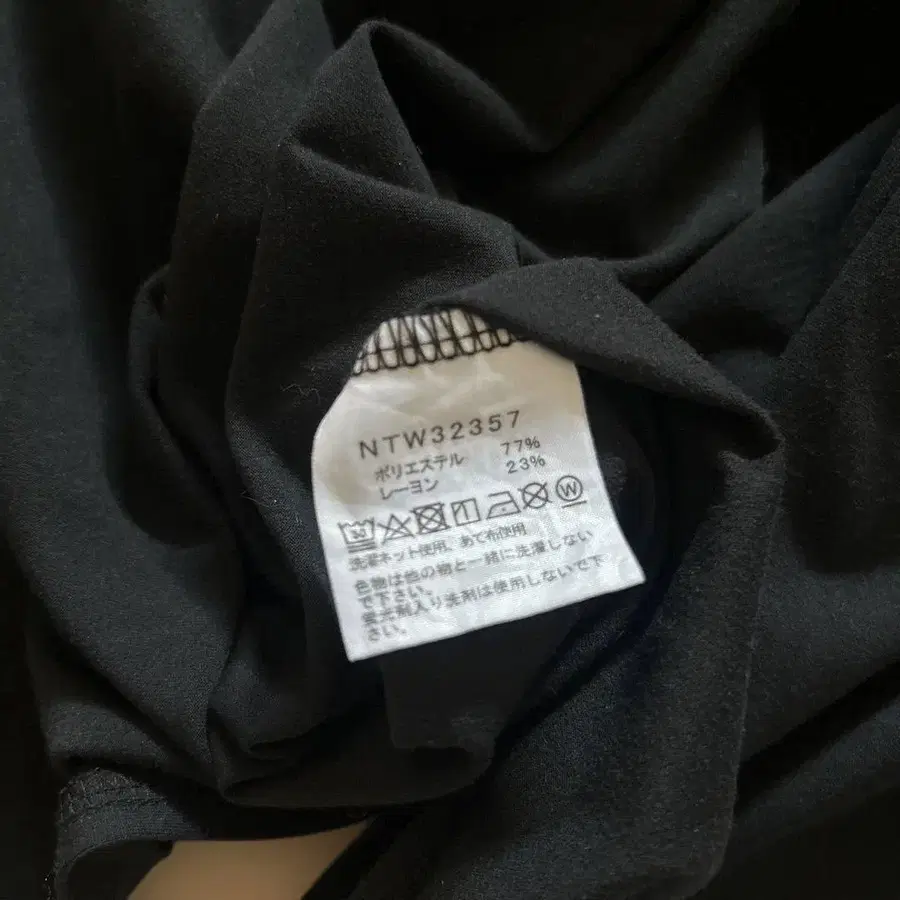 NTW32357
ポリエステル 77%
レーヨン 23%
30 W
洗濯ネット使用、あて布使用
色物は他の物と一緒に洗濯しない
で下さい。
蛍光剤入り洗剤は使用しないで下
さい。